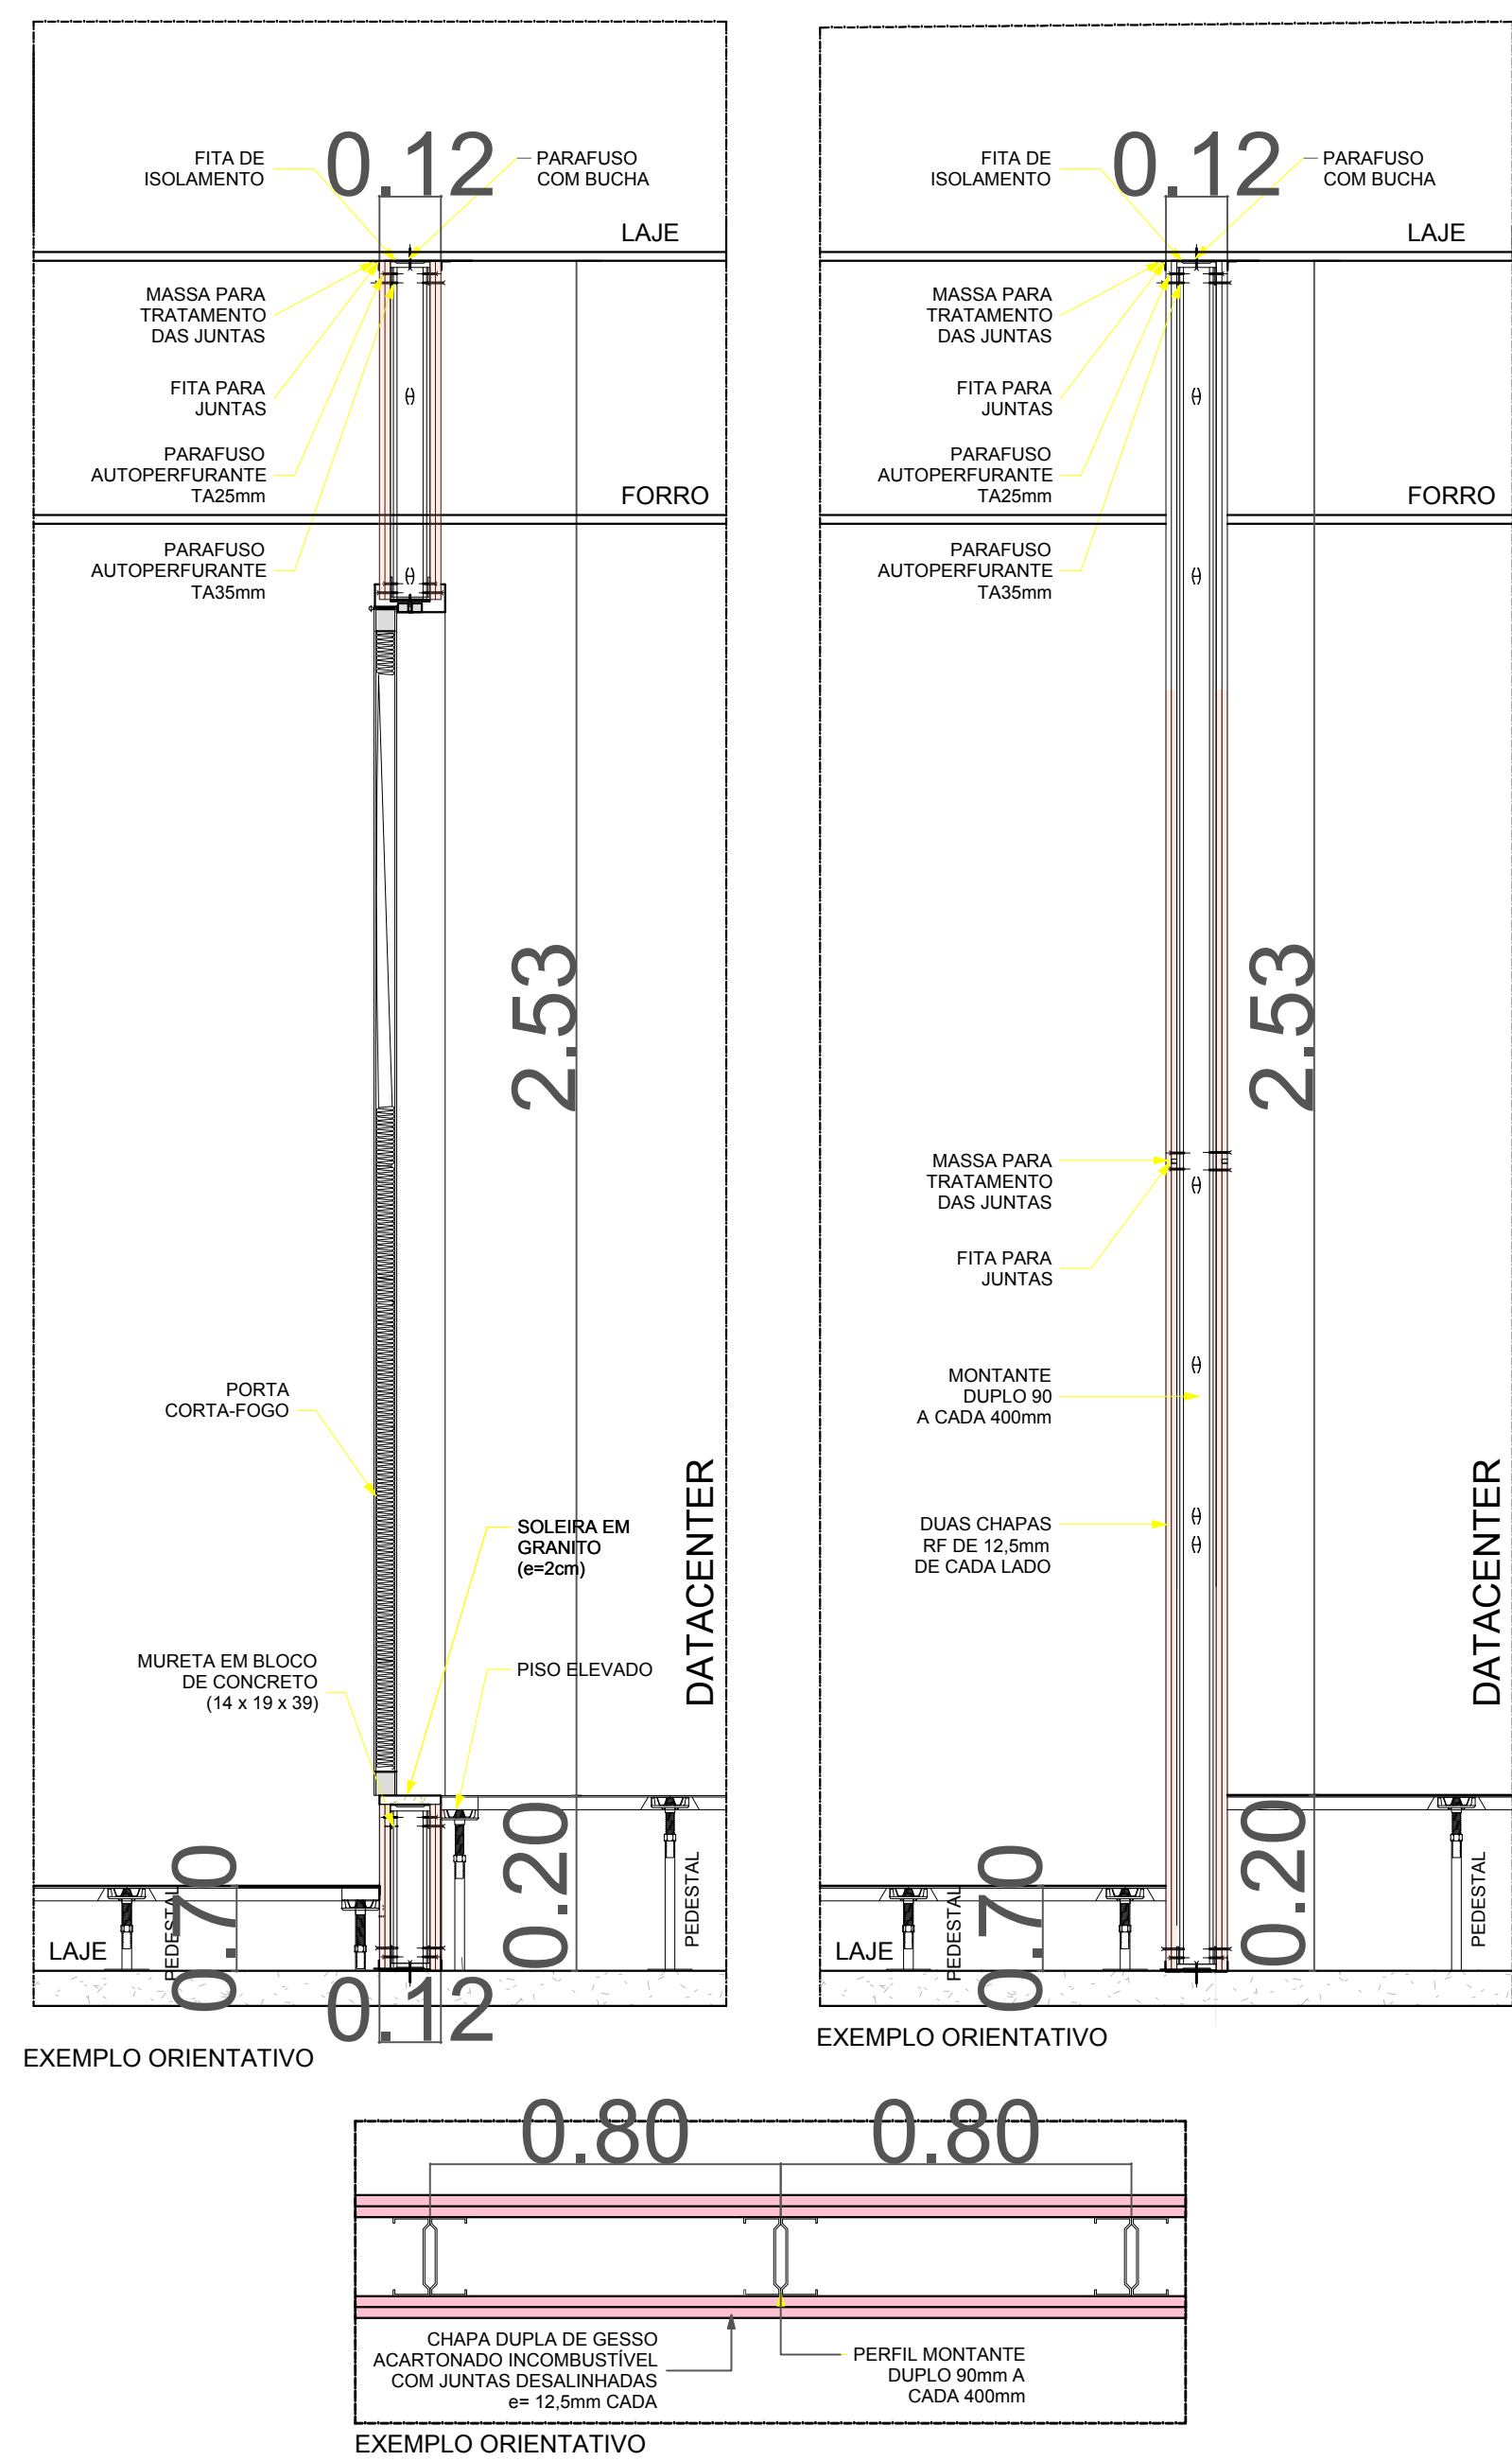 0.12
FITA DE
ISOLAMENTO
PARAFUSO
COM BUCHA
LAJE
MASSA PARA
TRATAMENTO
DAS JUNTAS
FITA PARA
JUNTAS
PARAFUSO
AUTOPERFURANTE
TA25mm
FORRO
PARAFUSO
AUTOPERFURANTE
TA35mm
2.53
PORTA
CORTA-FOGO
SOLEIRA EM
GRANITO
(e=2cm)
DATACENTER
MURETA EM BLOCO
DE CONCRETO
(14 x 19 x 39)
PISO ELEVADO
0.70
PEDESTAL
0.20
PEDESTAL
LAJE
0.12
EXEMPLO ORIENTATIVO
0.12
FITA DE
ISOLAMENTO
PARAFUSO
COM BUCHA
LAJE
MASSA PARA
TRATAMENTO
DAS JUNTAS
FITA PARA
JUNTAS
PARAFUSO
AUTOPERFURANTE
TA25mm
FORRO
PARAFUSO
AUTOPERFURANTE
TA35mm
2.53
MASSA PARA
TRATAMENTO
DAS JUNTAS
FITA PARA
JUNTAS
MONTANTE
DUPLO 90
A CADA 400mm
DUAS CHAPAS
RF DE 12,5mm
DE CADA LADO
DATACENTER
0.70
PEDESTAL
0.20
PEDESTAL
LAJE
EXEMPLO ORIENTATIVO
0.80
0.80
CHAPA DUPLA DE GESSO
ACARTONADO INCOMBUSTÍVEL
COM JUNTAS DESALINHADAS
e= 12,5mm CADA
PERFIL MONTANTE
DUPLO 90mm A
CADA 400mm
EXEMPLO ORIENTATIVO